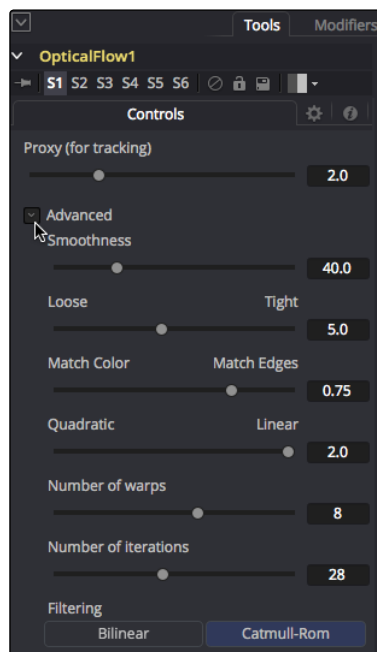 Tools Modifiers
OpticalFlow1
S1 S2 S3 S4 S5 S6
Controls
Proxy (for tracking)
2.0
Advanced
Smoothness
40.0
Loose Tight
5.0
Match Color Match Edges
0.75
Quadratic Linear
2.0
Number of warps
8
Number of iterations
28
Filtering
Bilinear Catmull-Rom